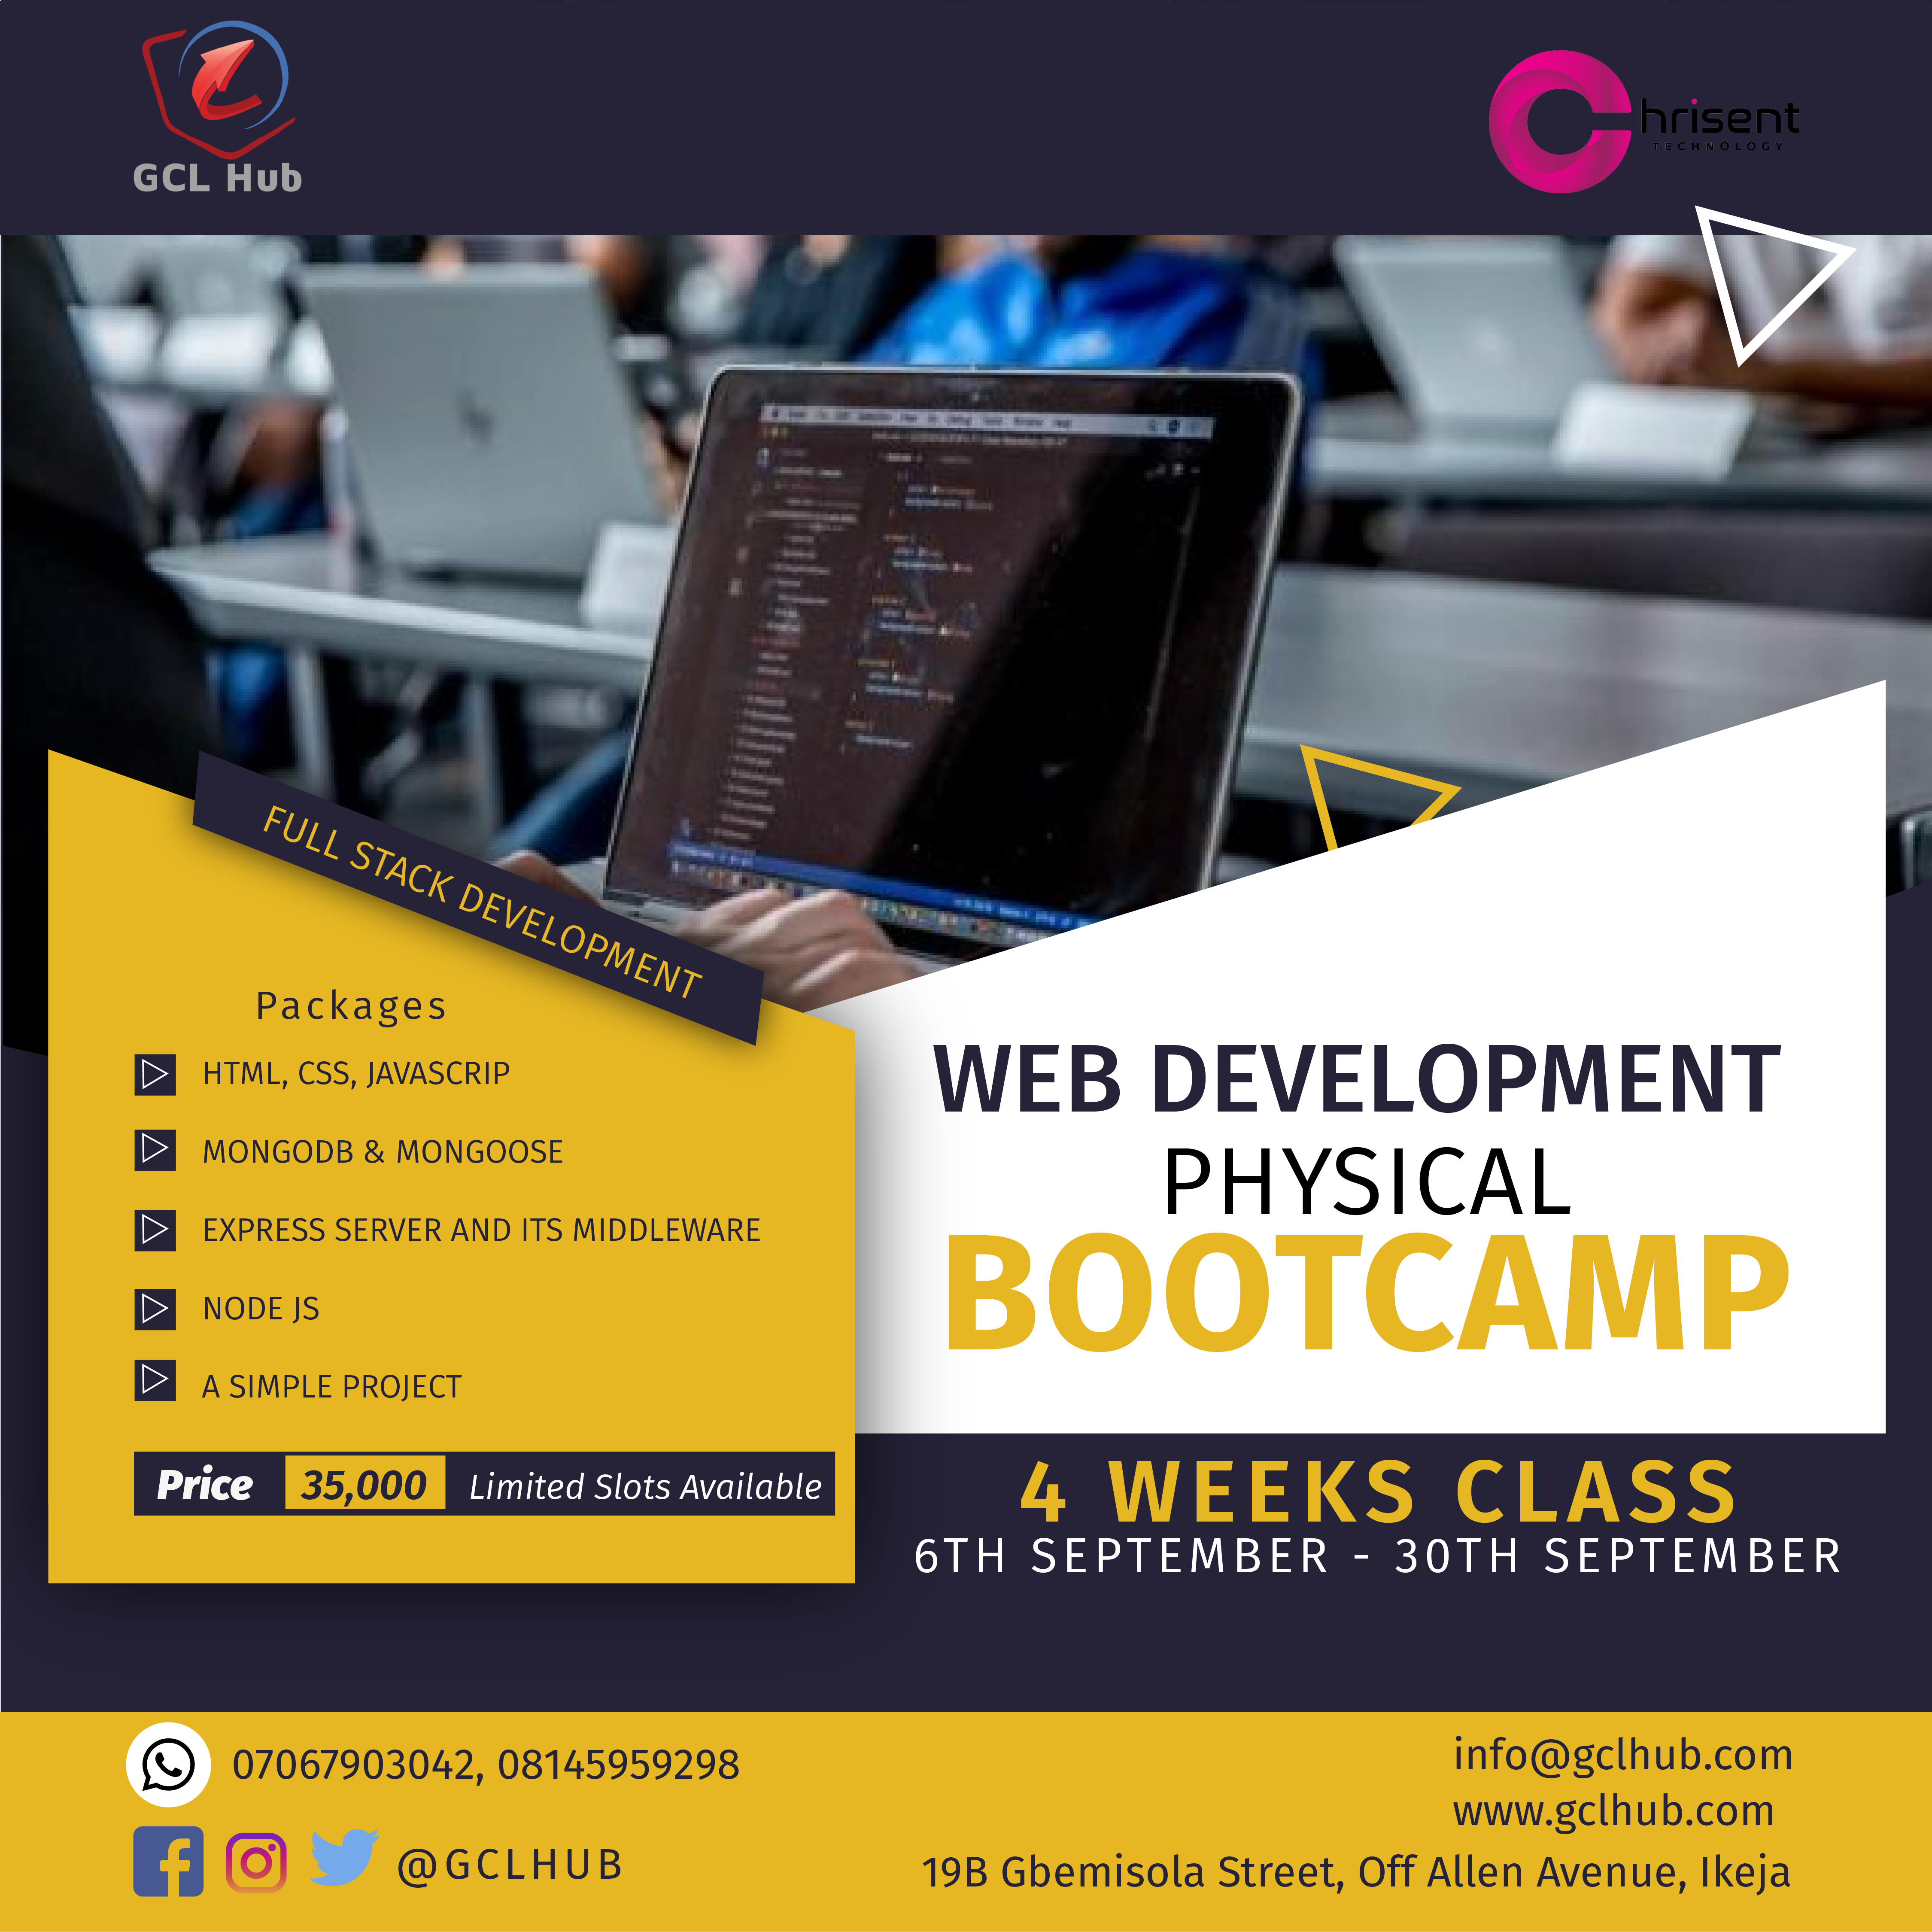 GCL Hub
Chrisent
TECHNOLOGY
FULL STACK DEVELOPMENT
Packages
HTML, CSS, JAVASCRIP
MONGODB & MONGOOSE
EXPRESS SERVER AND ITS MIDDLEWARE
NODE JS
A SIMPLE PROJECT
Price 35,000 Limited Slots Available
WEB DEVELOPMENT
PHYSICAL
BOOTCAMP
4 WEEKS CLASS
6TH SEPTEMBER - 30TH SEPTEMBER
07067903042, 08145959298
@GCLHUB
info@gclhub.com
www.gclhub.com
19B Gbemisola Street, Off Allen Avenue, Ikeja